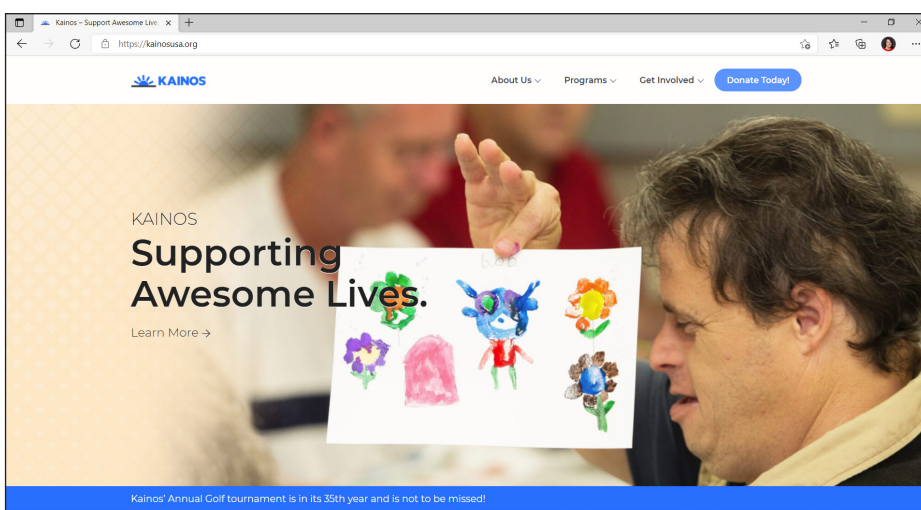 Kainos – Support Awesome Live
https://kainosusa.org
KAINOS
About Us
Programs
Get Involved
Donate Today!
KAINOS
Supporting
Awesome Lives.
Learn More →
Bob
Kainos' Annual Golf tournament is in its 35th year and is not to be missed!